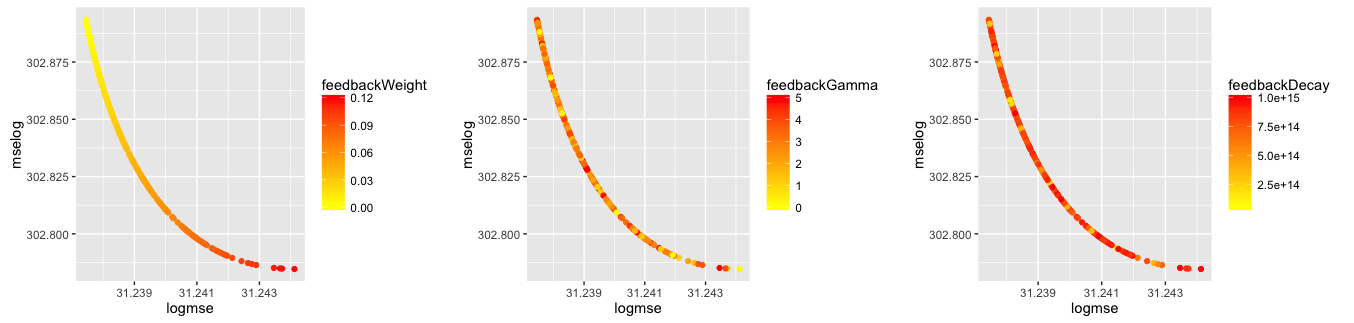 mselog
302.875
302.850
302.825
302.800
31.239
31.241
31.243
logmse
feedbackWeight
0.12
0.09
0.06
0.03
0.00
mselog
302.875
302.850
302.825
302.800
31.239
31.241
31.243
logmse
feedbackGamma
5
4
3
2
1
0
mselog
302.875
302.850
302.825
302.800
31.239
31.241
31.243
logmse
feedbackDecay
1.0e+15
7.5e+14
5.0e+14
2.5e+14